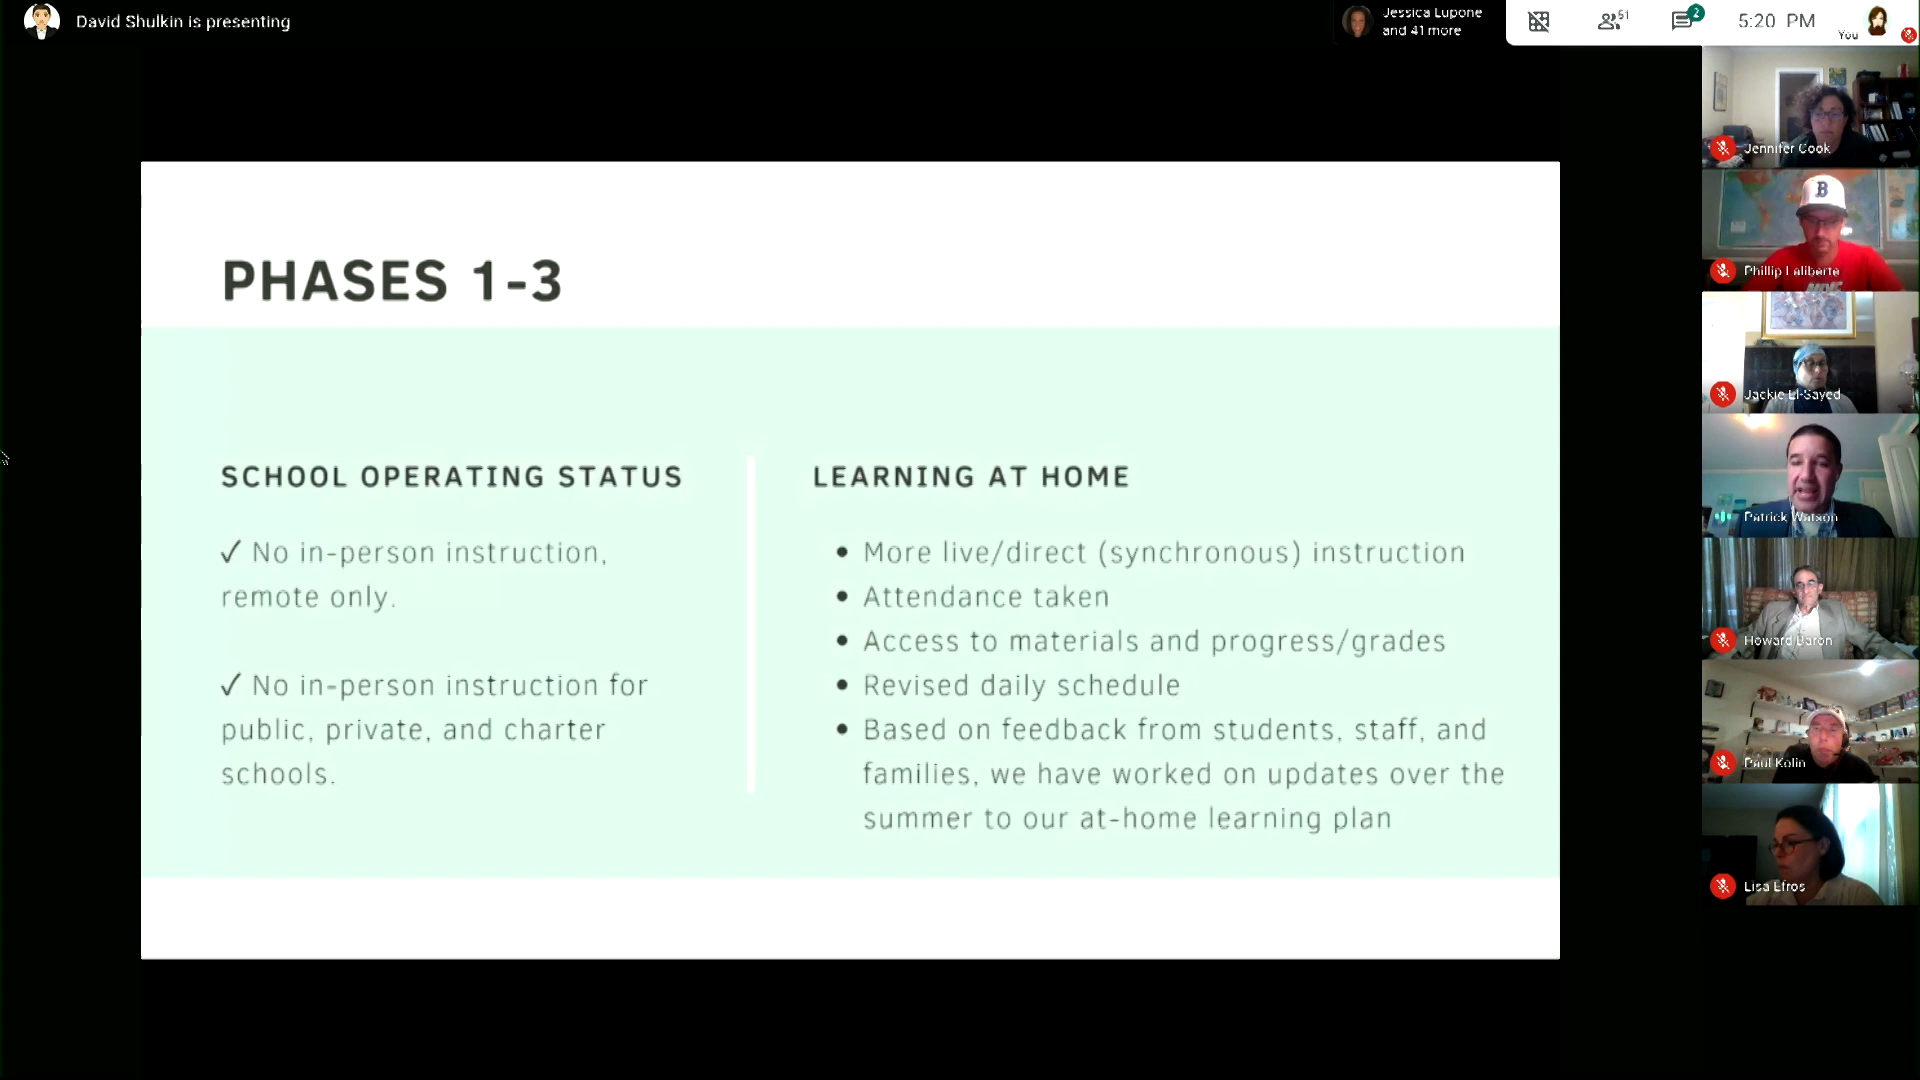 David Shulkin is presenting
Jessica Lupone
and 41 more
51
2
5:20 PM
You
Jennifer Cook
B
Phillip Laliberte
Jackie El-Sayed
Patrick Watson
Howard Baron
Paul Kolin
Lisa Efros
PHASES 1-3
SCHOOL OPERATING STATUS
✓ No in-person instruction,
remote only.
✓ No in-person instruction for
public, private, and charter
schools.
LEARNING AT HOME
• More live/direct (synchronous) instruction
• Attendance taken
• Access to materials and progress/grades
• Revised daily schedule
• Based on feedback from students, staff, and
families, we have worked on updates over the
summer to our at-home learning plan